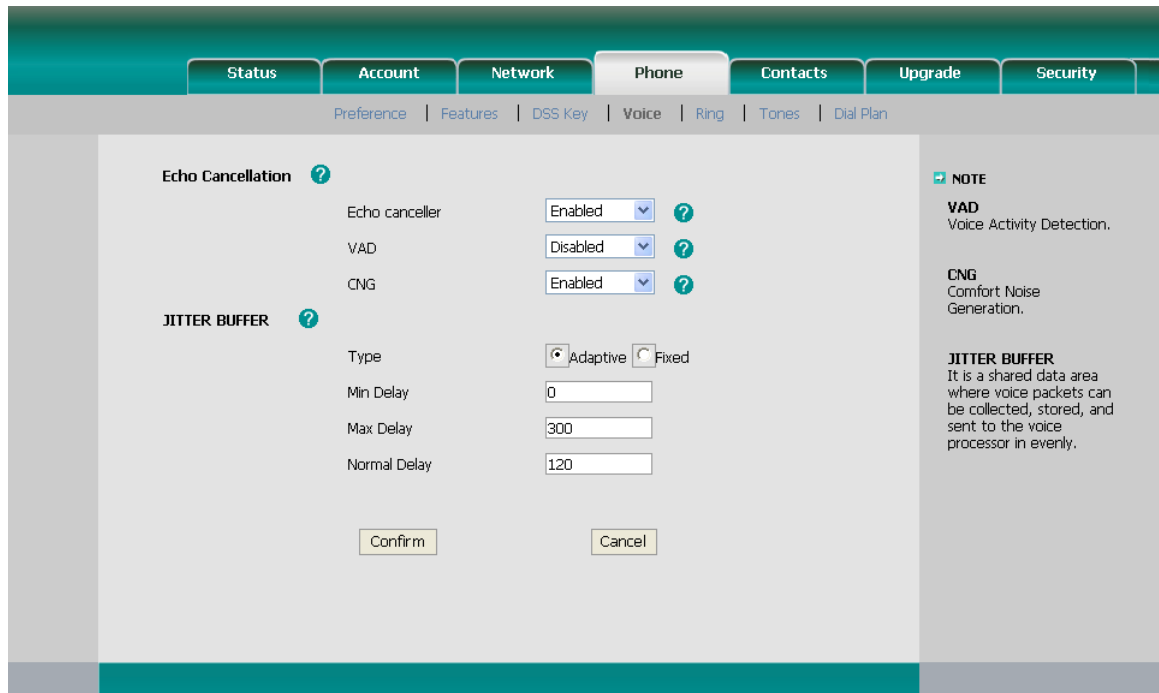 Status Account Network Phone Contacts Upgrade Security
Preference | Features | DSS Key | Voice | Ring | Tones | Dial Plan
Echo Cancellation ?
Echo canceller Enabled ?
VAD Disabled ?
CNG Enabled ?
JITTER BUFFER ?
Type Adaptive Fixed
Min Delay 0
Max Delay 300
Normal Delay 120
Confirm Cancel
NOTE
VAD
Voice Activity Detection.
CNG
Comfort Noise
Generation.
JITTER BUFFER
It is a shared data area
where voice packets can
be collected, stored, and
sent to the voice
processor in evenly.